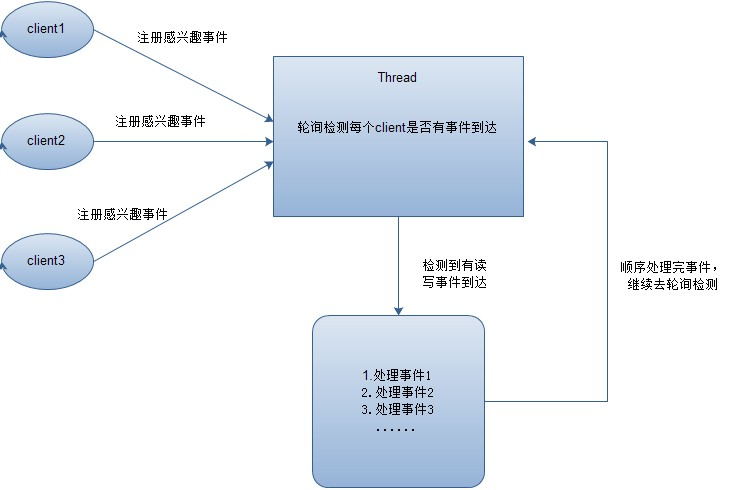 client1
注册感兴趣事件
Thread
client2
注册感兴趣事件
轮询检测每个client是否有事件到达
注册感兴趣事件
client3
检测到有读
写事件到达
顺序处理完事件，
继续去轮询检测
1.处理事件1
2. 处理事件2
3. 处理事件3
······